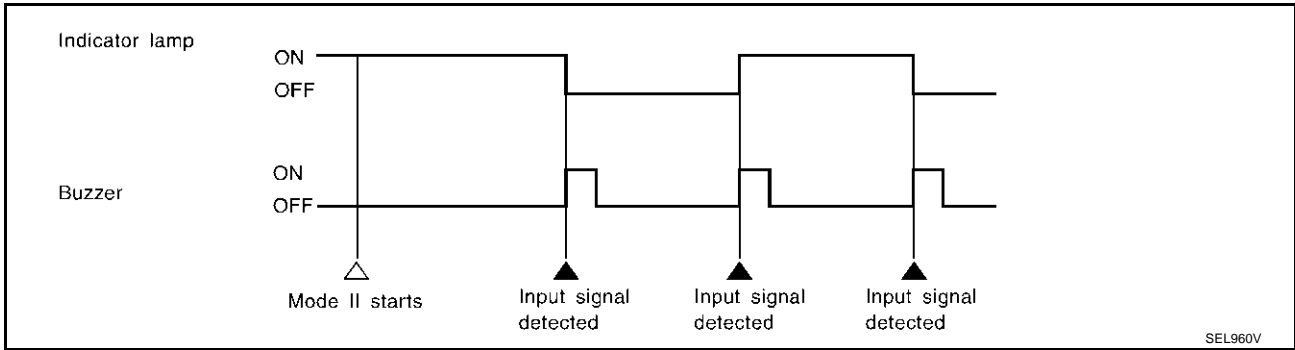 Indicator lamp
ON
OFF
Buzzer
ON
OFF
Mode II starts
Input signal
detected
Input signal
detected
Input signal
detected
SEL960V